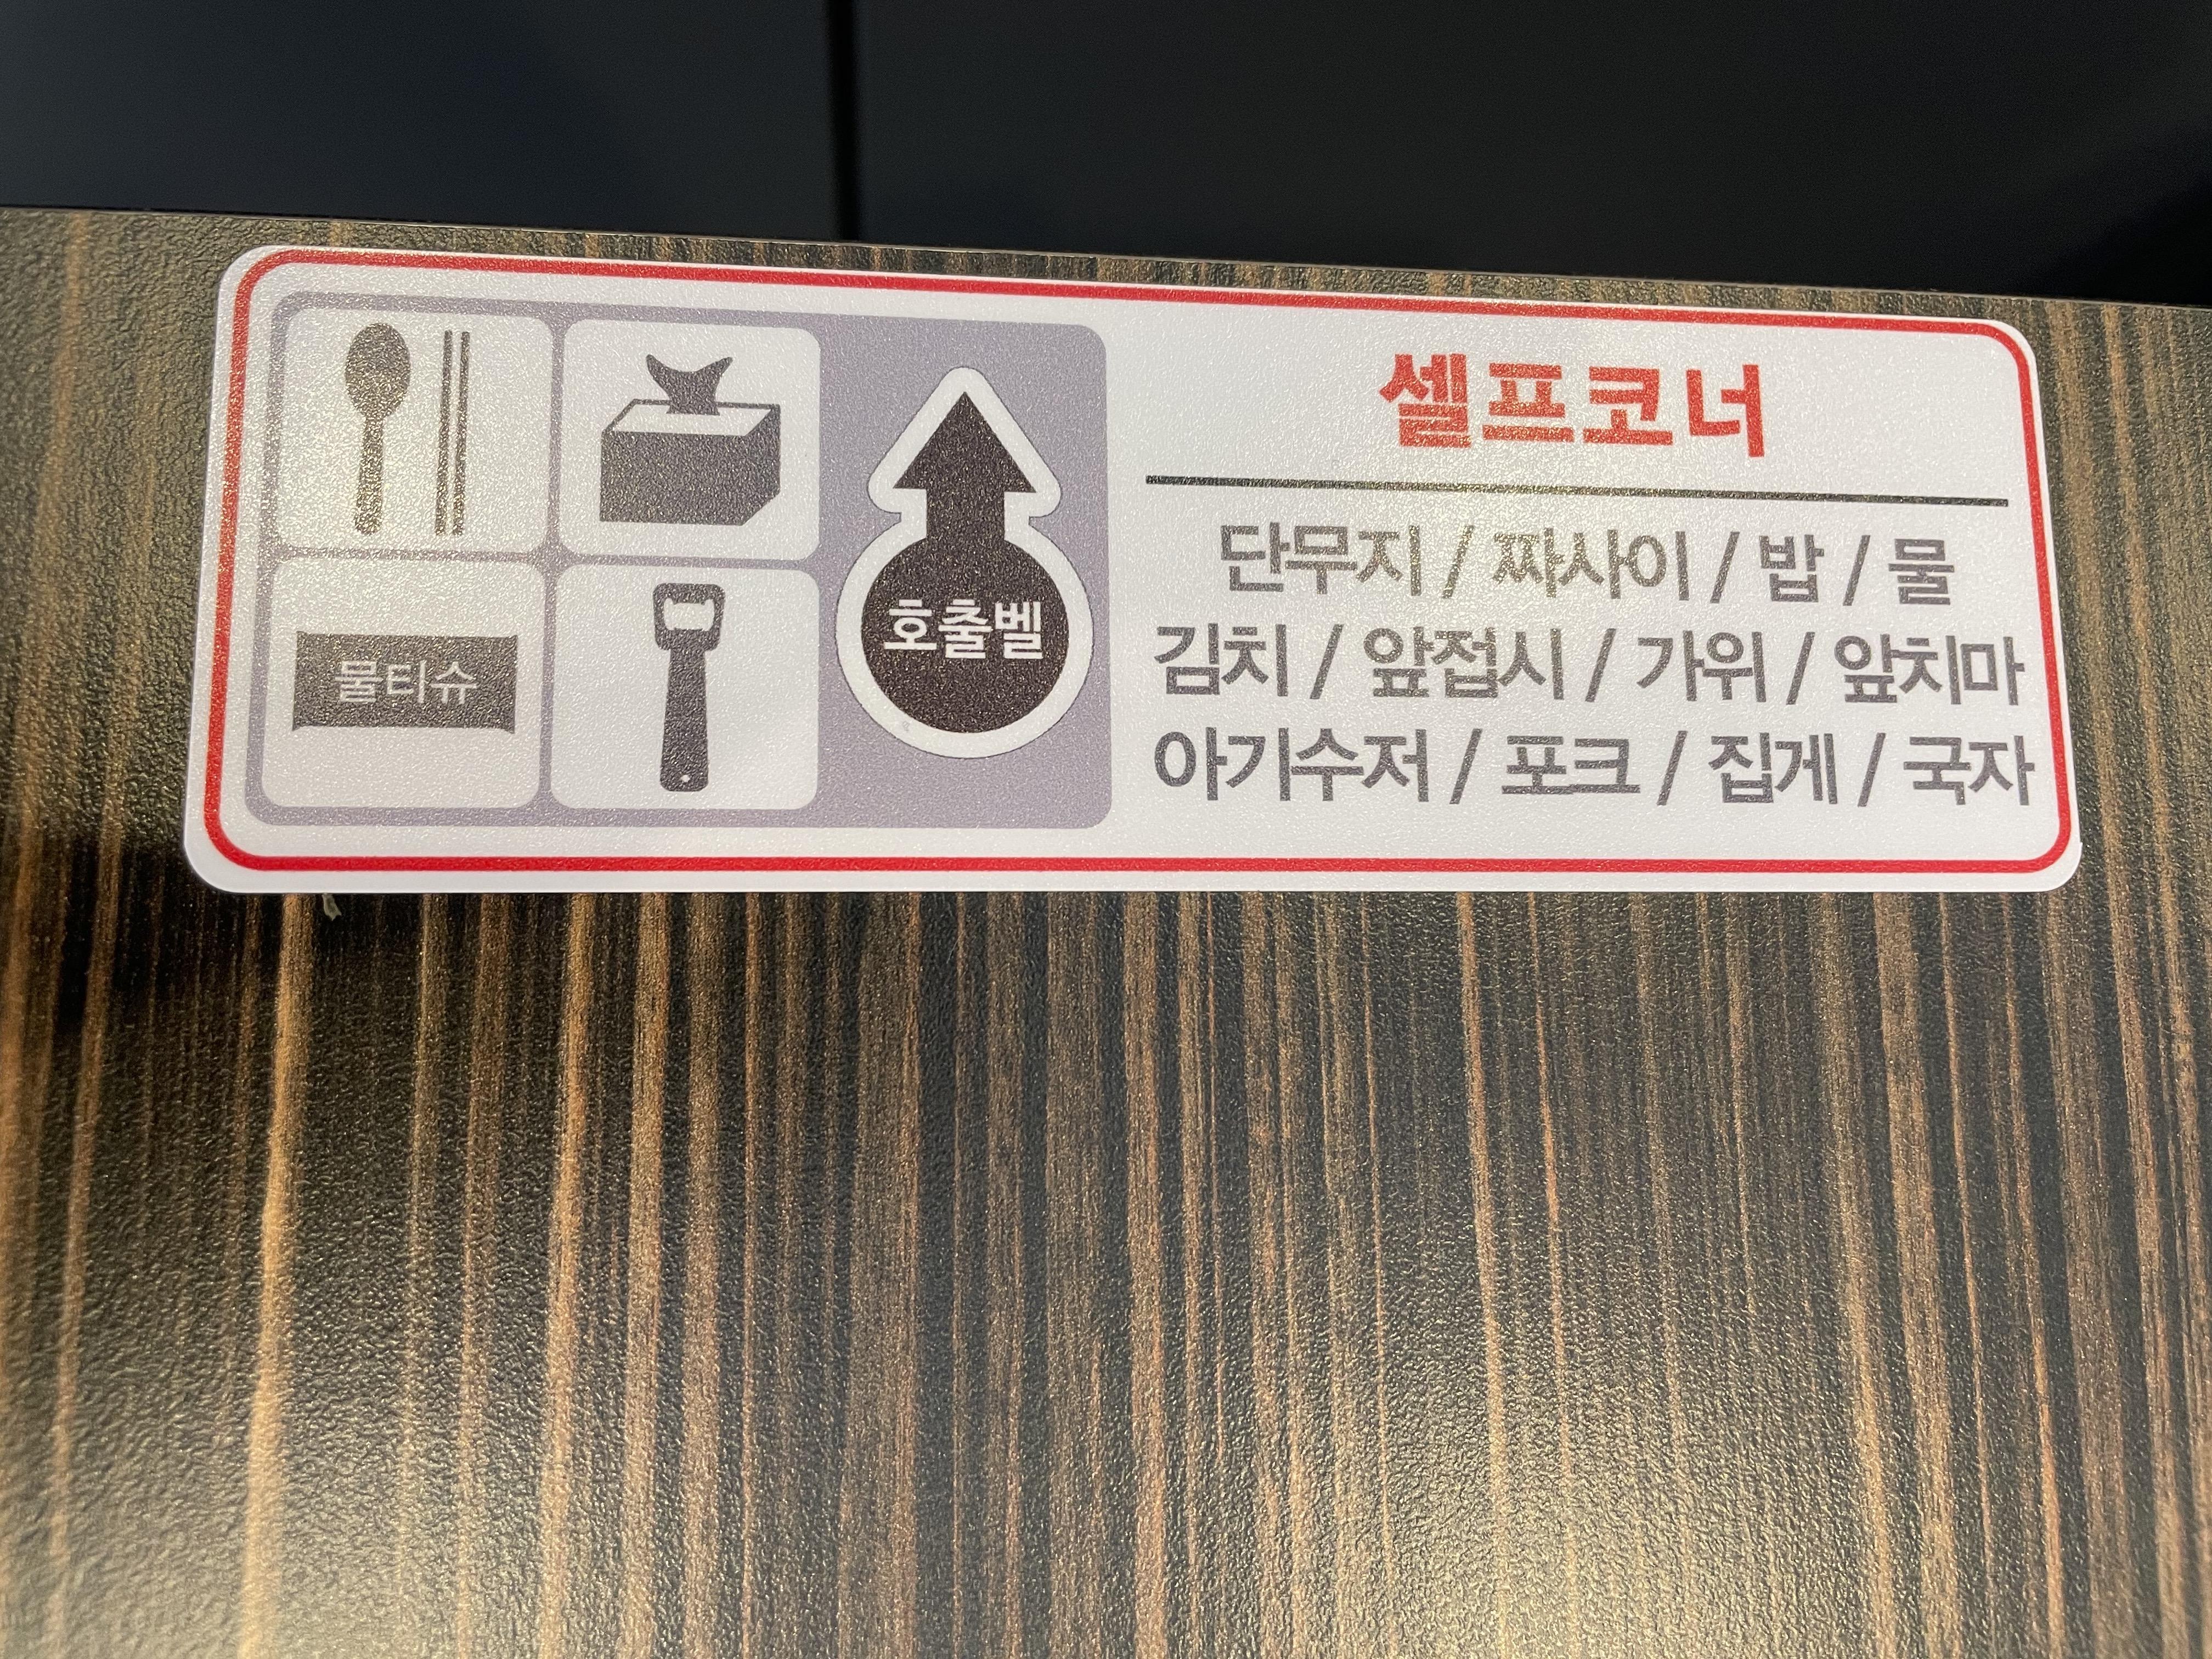 셀프코너
호출벨
물티슈
단무지 / 짜사이 / 밥 / 물
김치 / 앞접시 / 가위 / 앞치마
아기수저 / 포크 / 집게 / 국자